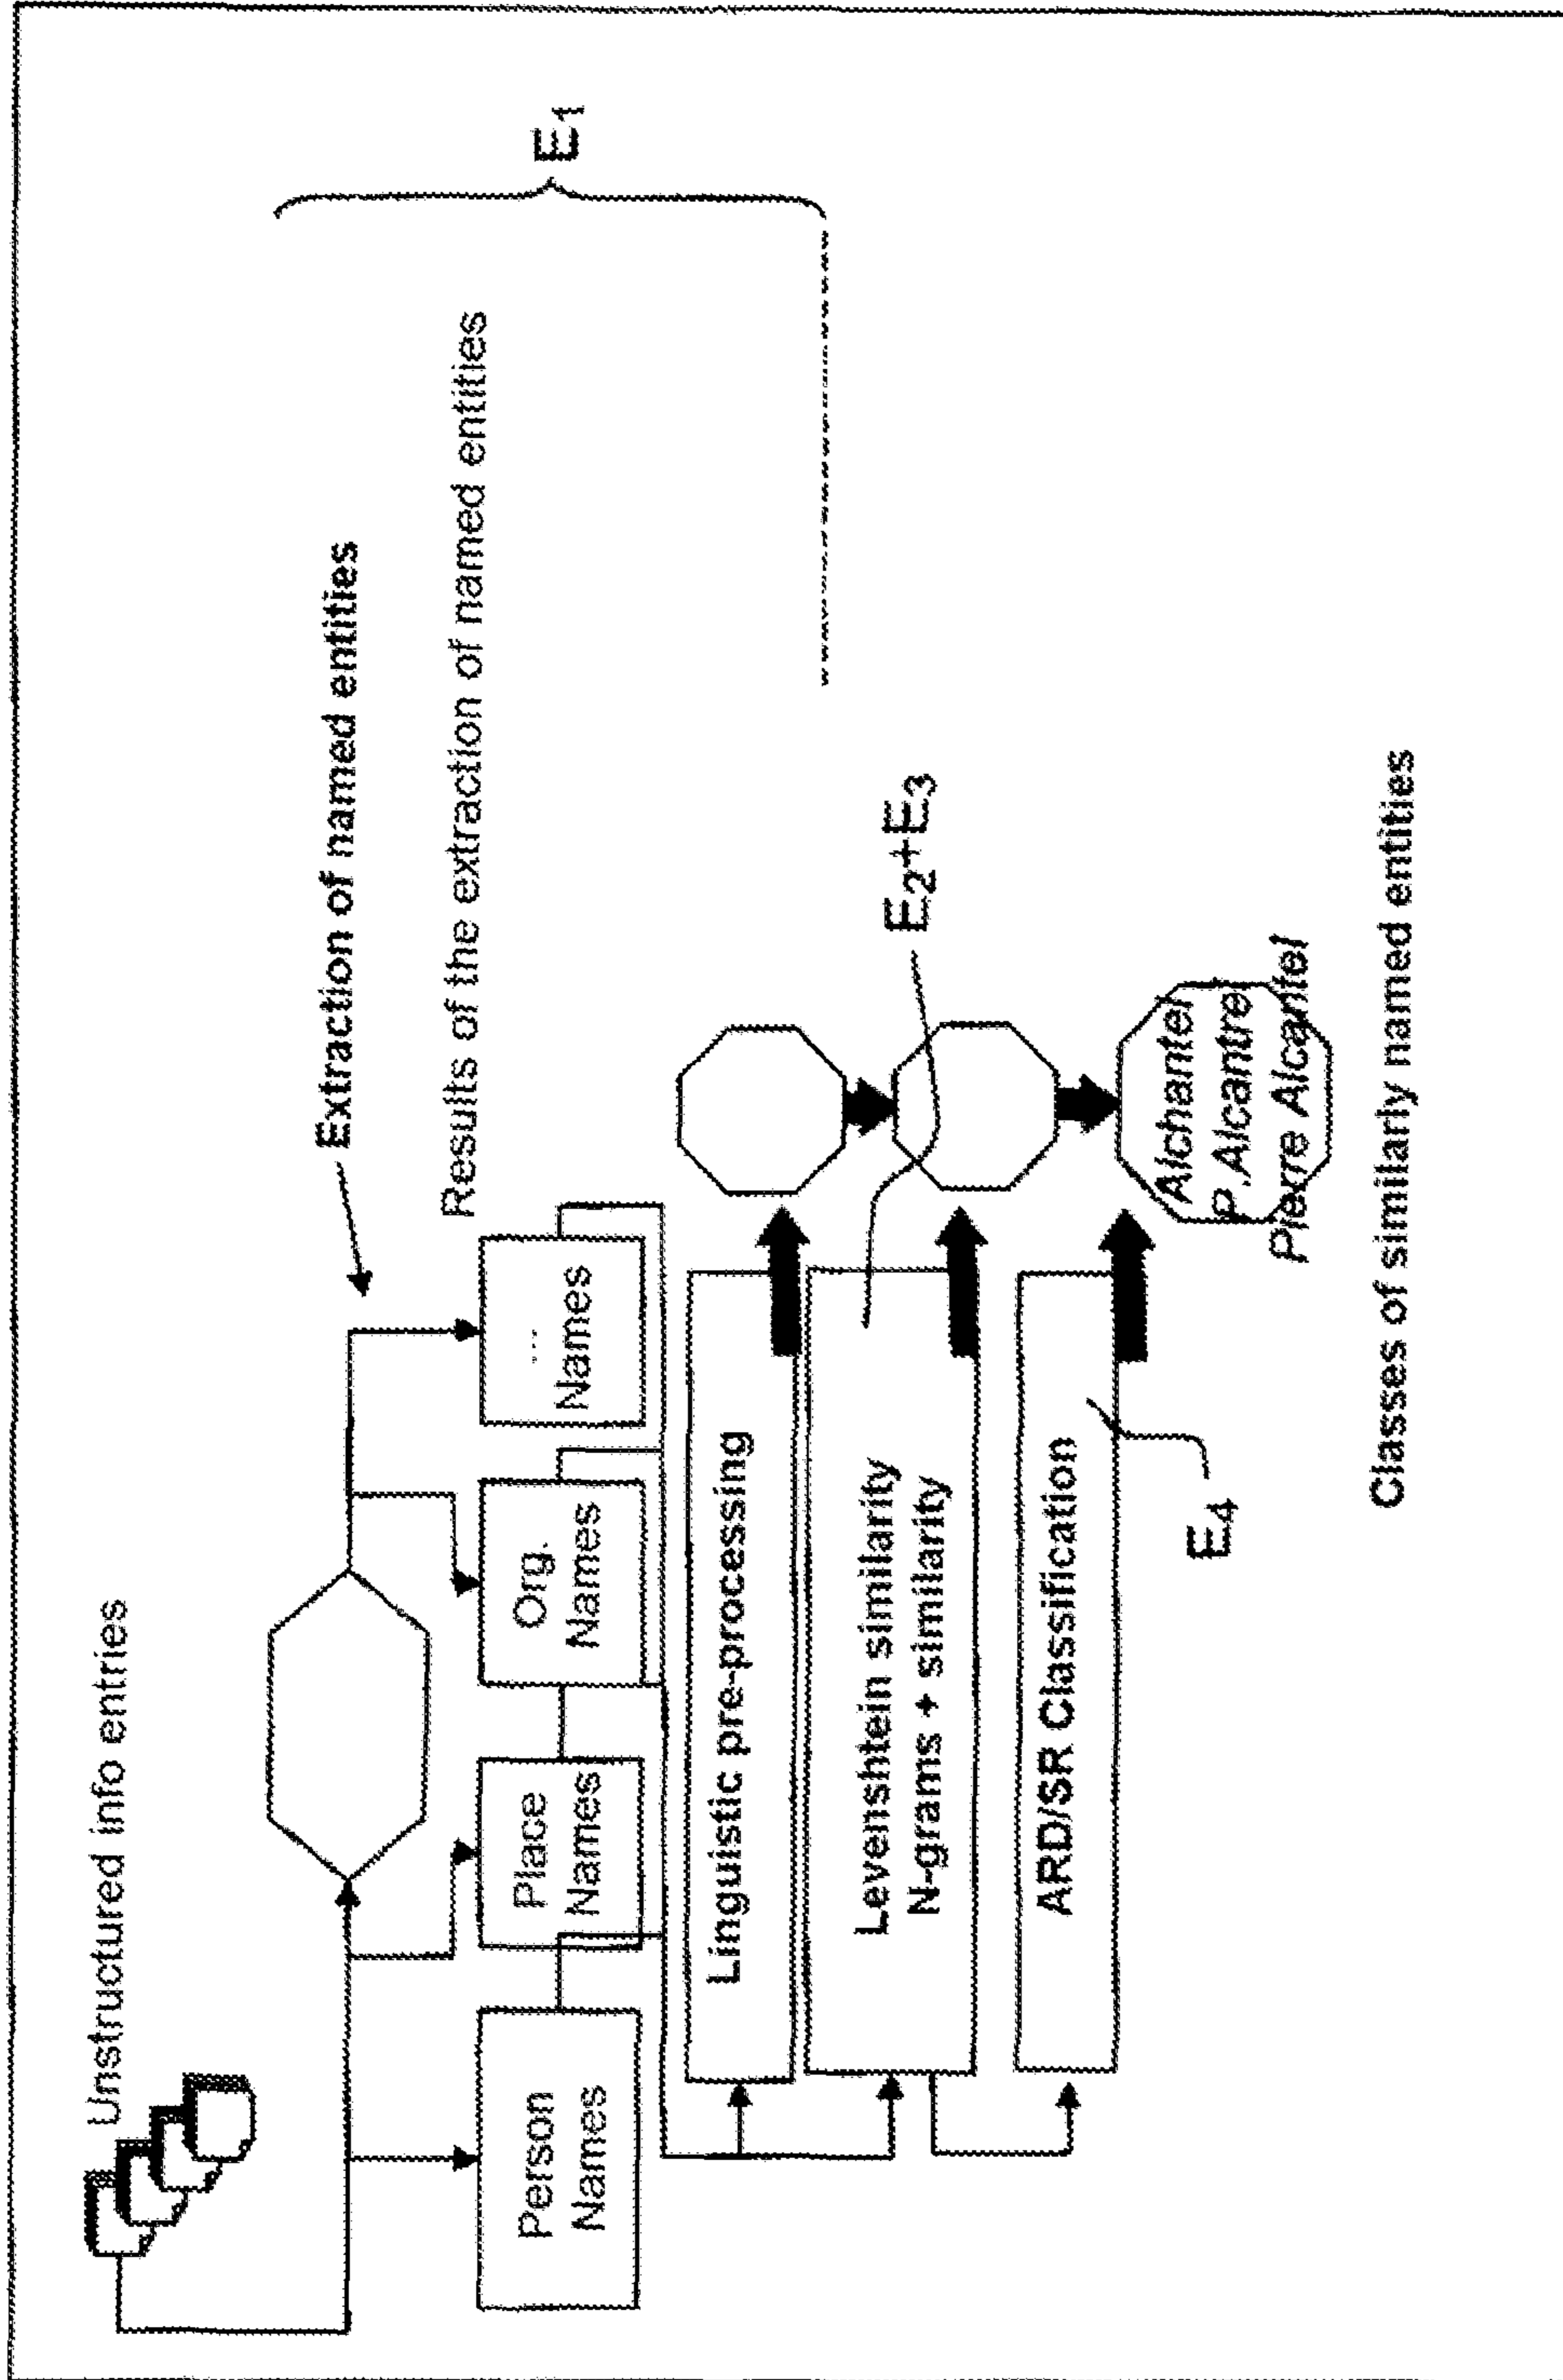 Unstructured info entries
Extraction of named entities
Results of the extraction of named entities
E1
Person
Names
Place
Names
Org.
Names
...
Names
Linguistic pre-processing
Levenshtein similarity
N-grams + similarity
E2+E3
ARD/SR Classification
E4
Alchantel
P.Alcantrel
Pierre Alcantel
Classes of similarly named entities